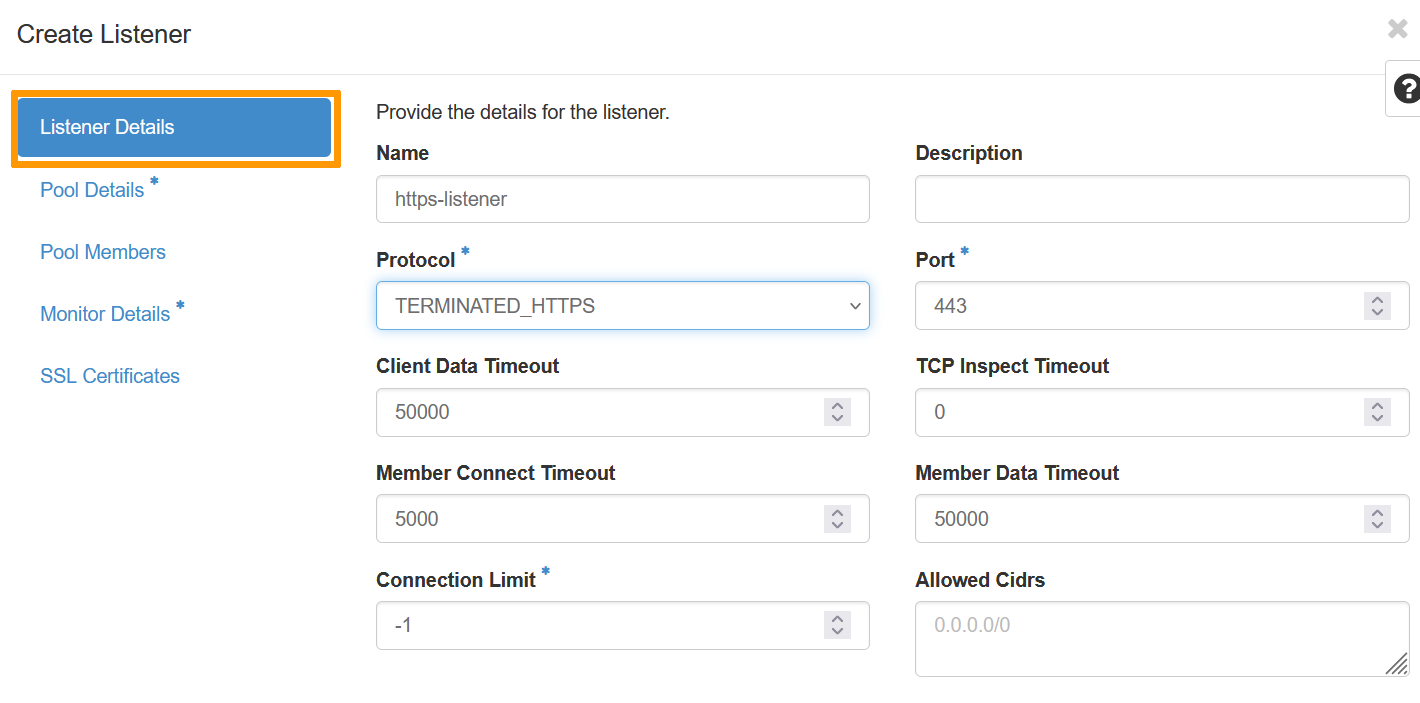 Create Listener
Listener Details
Pool Details *
Pool Members
Monitor Details *
SSL Certificates
Provide the details for the listener.
Name
https-listener
Description
Protocol *
TERMINATED_HTTPS
Port *
443
Client Data Timeout
50000
TCP Inspect Timeout
0
Member Connect Timeout
5000
Member Data Timeout
50000
Connection Limit *
-1
Allowed Cidrs
0.0.0.0/0